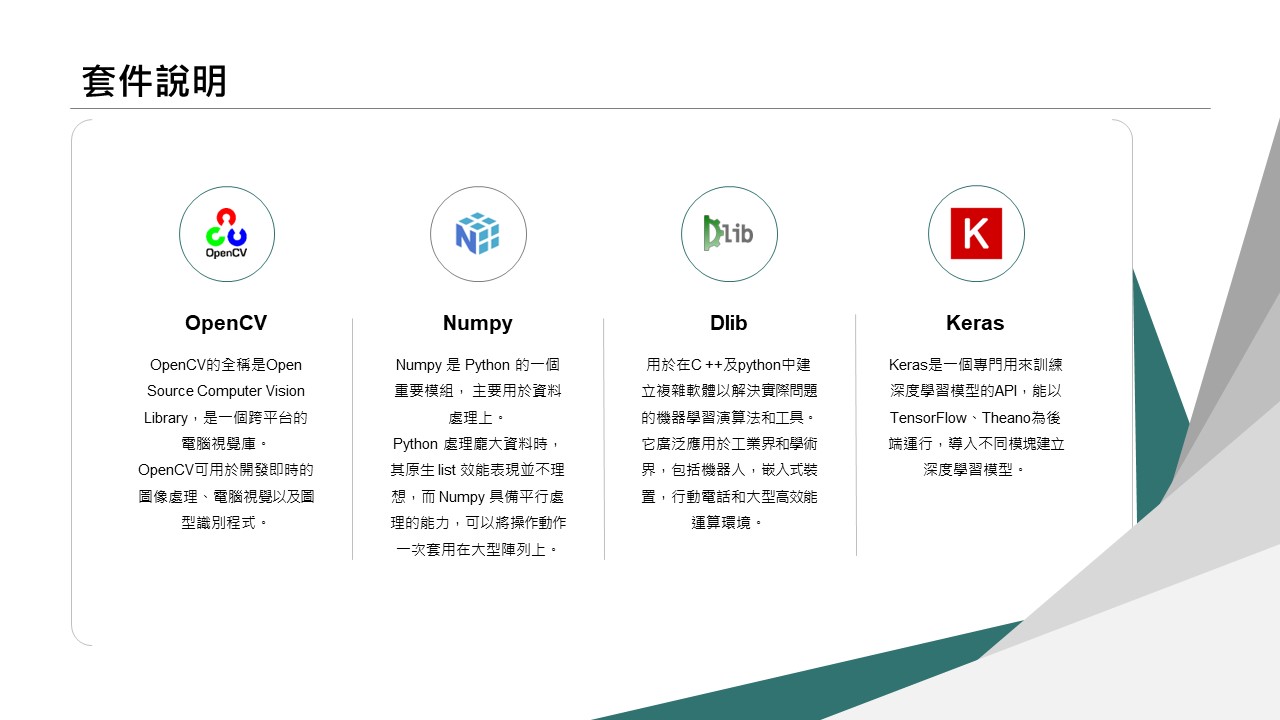 套件說明
OpenCV
Dlib
K
OpenCV
OpenCV的全稱是Open
Source Computer Vision
Library，是一個跨平台的
電腦視覺庫。
OpenCV可用於開發即時的
圖像處理、電腦視覺以及圖
型識別程式。
Numpy
Numpy 是 Python 的一個
重要模組， 主要用於資料
處理上。
Python 處理龐大資料時，
其原生 list 效能表現並不理
想，而 Numpy 具備平行處
理的能力，可以將操作動作
一次套用在大型陣列上。
Dlib
用於在C ++及python中建
立複雜軟體以解決實際問題
的機器學習演算法和工具。
它廣泛應用於工業界和學術
界，包括機器人，嵌入式裝
置，行動電話和大型高效能
運算環境。
Keras
Keras是一個專門用來訓練
深度學習模型的API，能以
TensorFlow、Theano為後
端運行，導入不同模塊建立
深度學習模型。